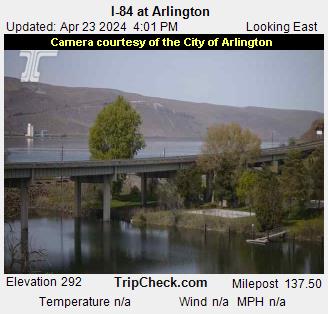 I-84 at Arlington
Updated: Apr 23 2024 4:01 PM Looking East
Camera courtesy of the City of Arlington
Elevation 292 TripCheck.com Milepost 137.50
Temperature n/a Wind n/a MPH n/a